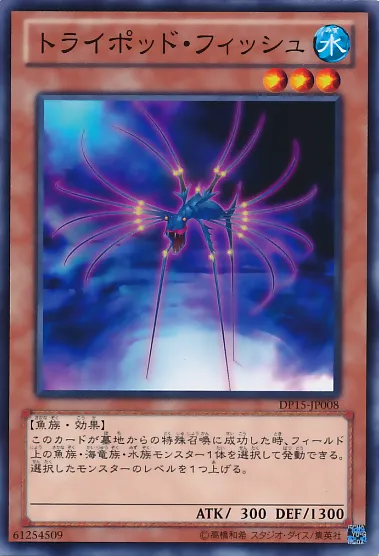 トライポッド・フィッシュ
水
DP15-JP008
【魚族・効果】
このカードが墓地からの特殊召喚に成功した時、フィールド
上の魚族・海竜族・水族モンスター1体を選択して発動できる。
選択したモンスターのレベルを1つ上げる。
ATK/ 300 DEF/1300
61254509
©高橋和希 スタジオ・ダイス/集英社